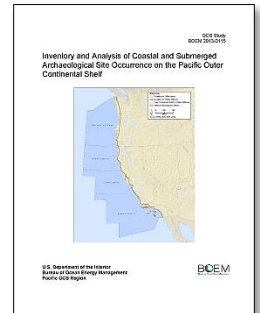 OCS Study
BOEM 2013-0115
Inventory and Analysis of Coastal and Submerged
Archaeological Site Occurrence on the Pacific Outer
Continental Shelf
U.S. Department of the Interior
Bureau of Ocean Energy Management
Pacific OCS Region
BOEM